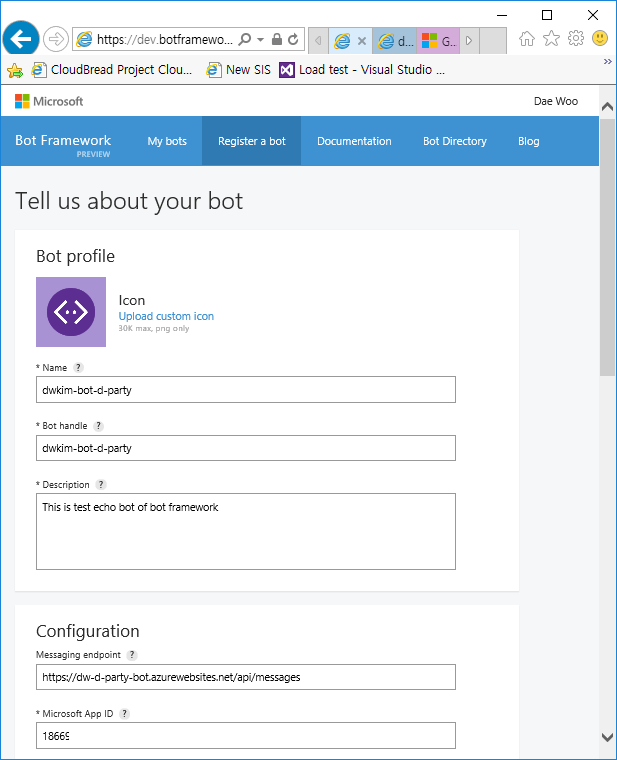 https://dev.botframewo...
d...
G...
CloudBread Project Clou...
New SIS
Load test - Visual Studio ...
Microsoft
Dae Woo
Bot Framework
PREVIEW
My bots
Register a bot
Documentation
Bot Directory
Blog
Tell us about your bot
Bot profile
Icon
Upload custom icon
30K max, png only
* Name ?
dwkim-bot-d-party
* Bot handle ?
dwkim-bot-d-party
* Description ?
This is test echo bot of bot framework
Configuration
Messaging endpoint ?
https://dw-d-party-bot.azurewebsites.net/api/messages
* Microsoft App ID ?
18669